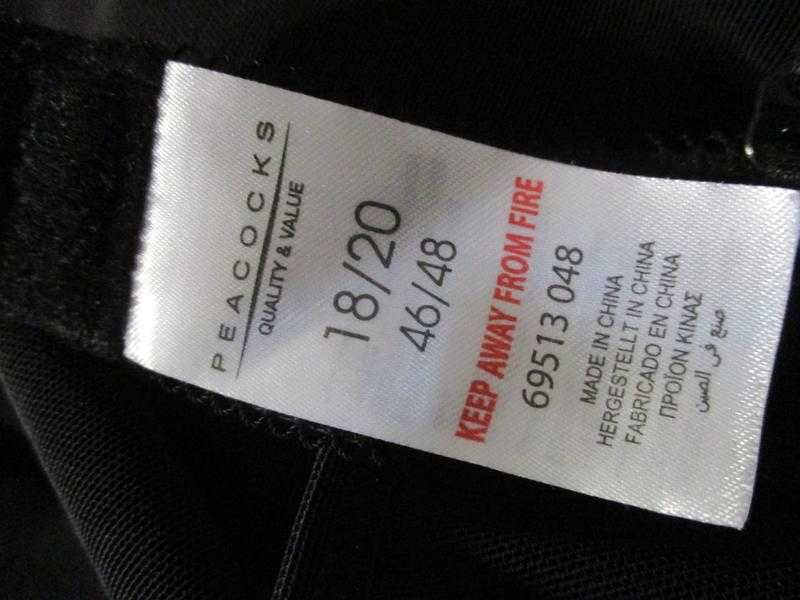 PEACOCKS
QUALITY & VALUE
18/20
46/48
KEEP AWAY FROM FIRE
69513 048
MADE IN CHINA
HERGESTELLT IN CHINA
FABRICADO EN CHINA
ΠΡΟΪΟΝ ΚΙΝΑΣ
صنع في الصين